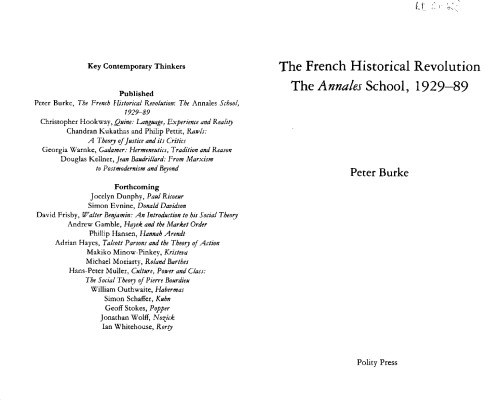 Key Contemporary Thinkers
Published
Peter Burke, The French Historical Revolution: The Annales School,
1929–89
Christopher Hookway, Quine: Language, Experience and Reality
Chandran Kukathas and Philip Pettit, Rawls:
A Theory of Justice and its Critics
Georgia Warnke, Gadamer: Hermeneutics, Tradition and Reason
Douglas Kellner, Jean Baudrillard: From Marxism
to Postmodernism and Beyond
Forthcoming
Jocelyn Dunphy, Paul Ricoeur
Simon Evnine, Donald Davidson
David Frisby, Walter Benjamin: An Introduction to his Social Theory
Andrew Gamble, Hayek and the Market Order
Phillip Hansen, Hannah Arendt
Adrian Hayes, Talcott Parsons and the Theory of Action
Makiko Minow-Pinkey, Kristeva
Michael Moriarty, Roland Barthes
Hans-Peter Muller, Culture, Power and Class:
The Social Theory of Pierre Bourdieu
William Outhwaite, Habermas
Simon Schaffer, Kuhn
Geoff Stokes, Popper
Jonathan Wolff, Nozick
Ian Whitehouse, Rorty
The French Historical Revolution
The Annales School, 1929–89
Peter Burke
Polity Press